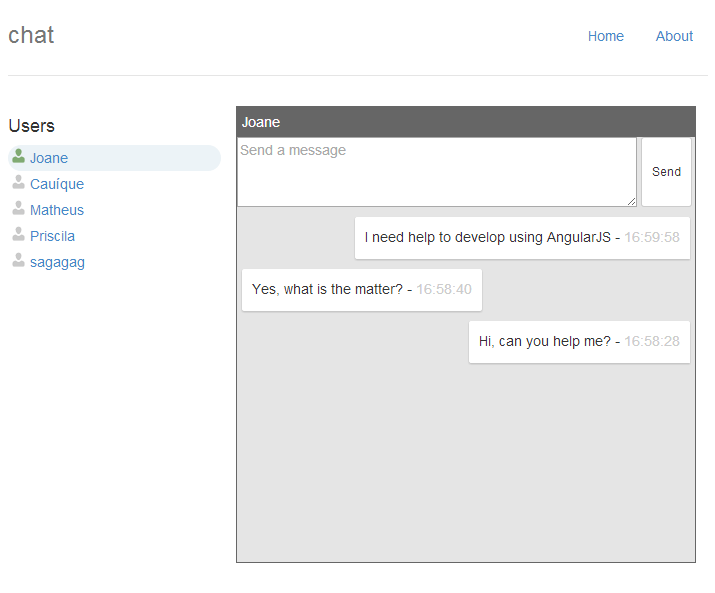 chat
Home
About
Users
Joane
Cauíque
Matheus
Priscila
sagagag
Joane
Send a message
Send
I need help to develop using AngularJS - 16:59:58
Yes, what is the matter? - 16:58:40
Hi, can you help me? - 16:58:28